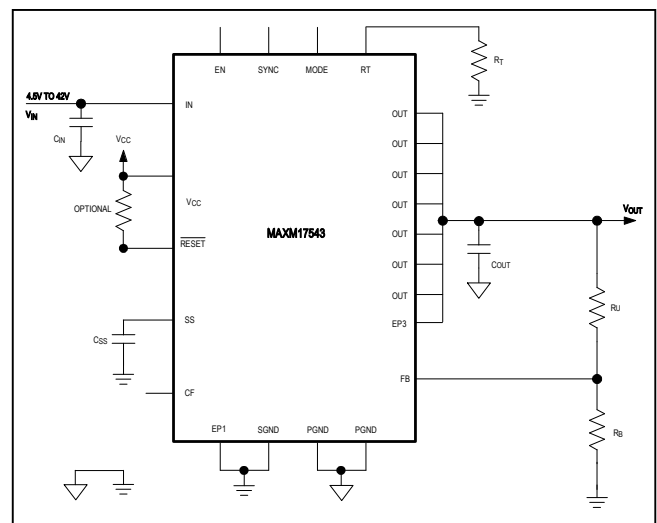 EN SYNC MODE RT
RT
4.5V TO 42V
VIN
IN
CIN
VCC
OPTIONAL
VCC
RESET
MAXM17543
OUT
OUT
OUT
OUT
OUT
OUT
OUT
EP3
VOUT
COUT
RU
SS
CSS
CF
FB
RB
EP1 SGND PGND PGND